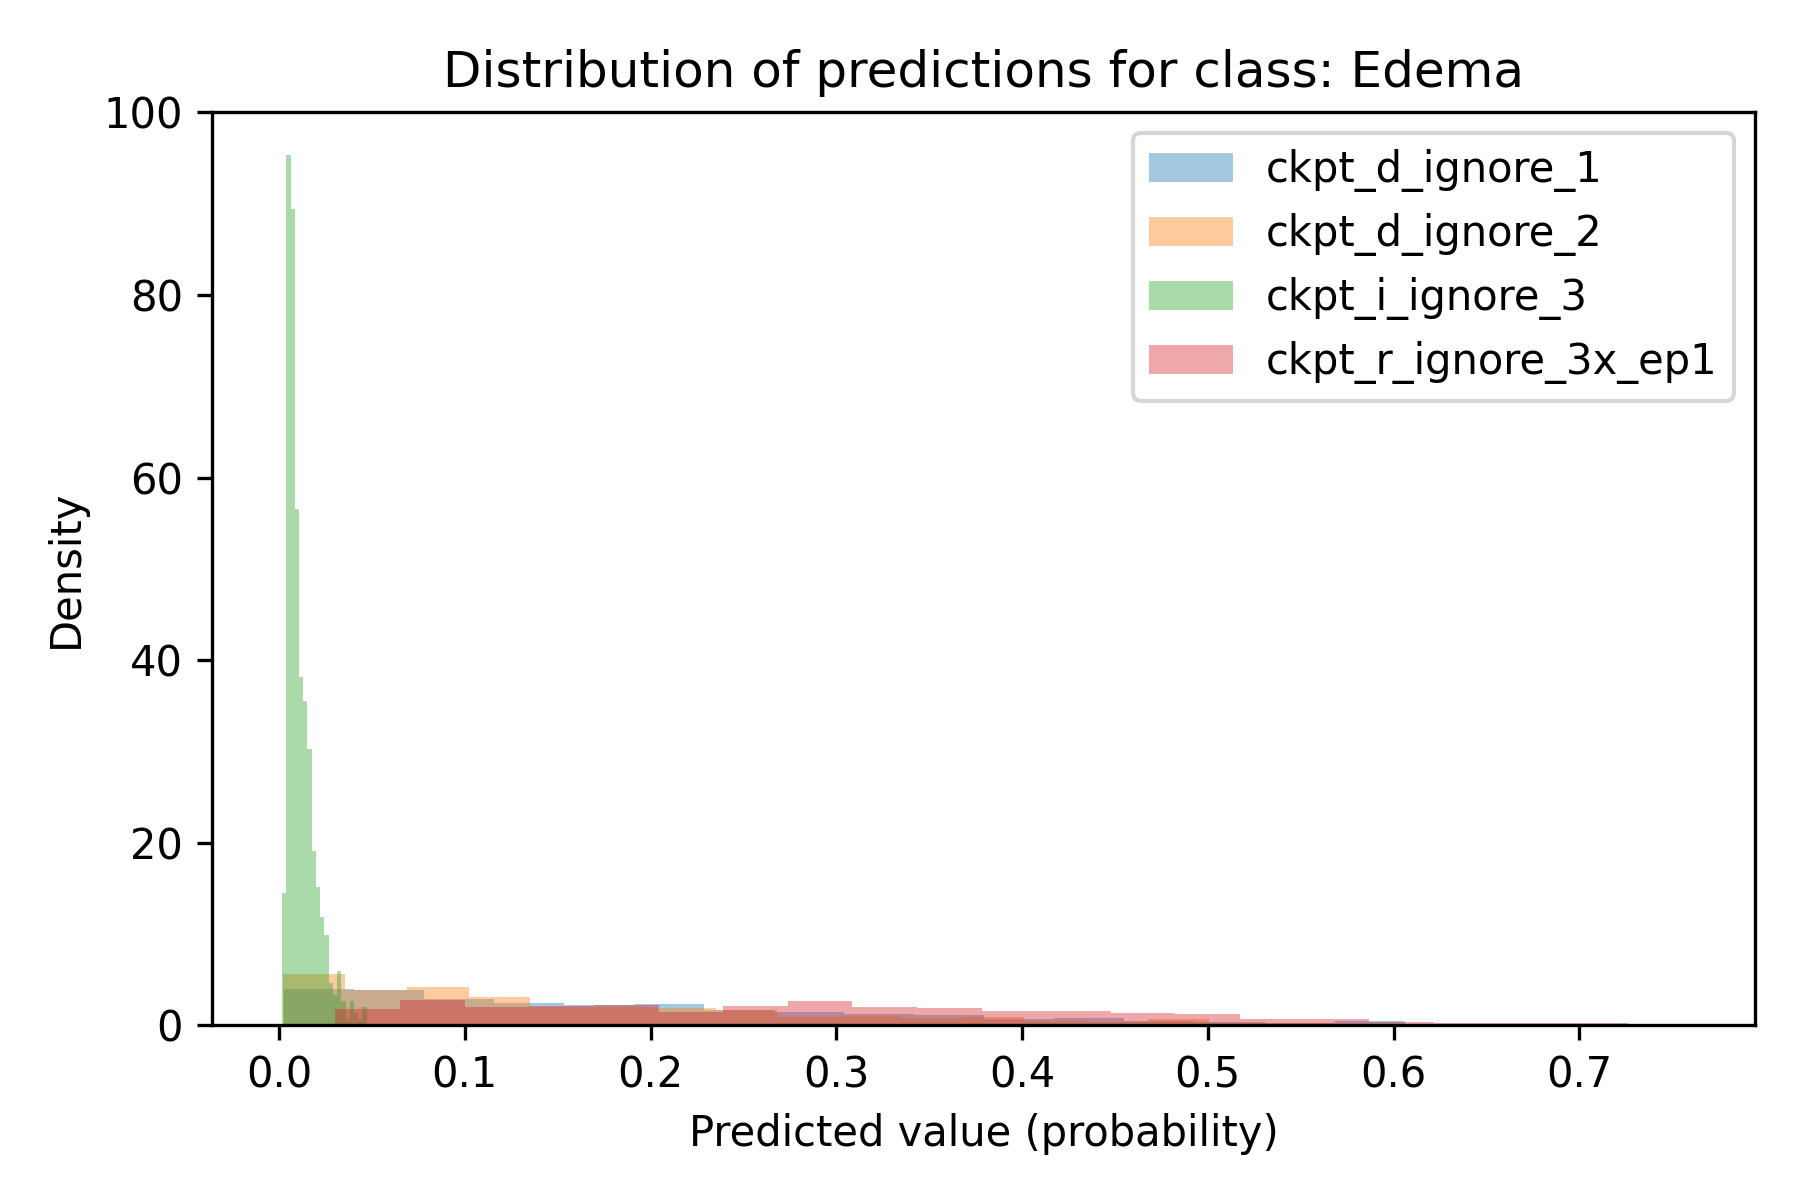 Distribution of predictions for class: Edema
100
80
60
40
20
0
Density
ckpt_d_ignore_1
ckpt_d_ignore_2
ckpt_i_ignore_3
ckpt_r_ignore_3x_ep1
0.0 0.1 0.2 0.3 0.4 0.5 0.6 0.7
Predicted value (probability)